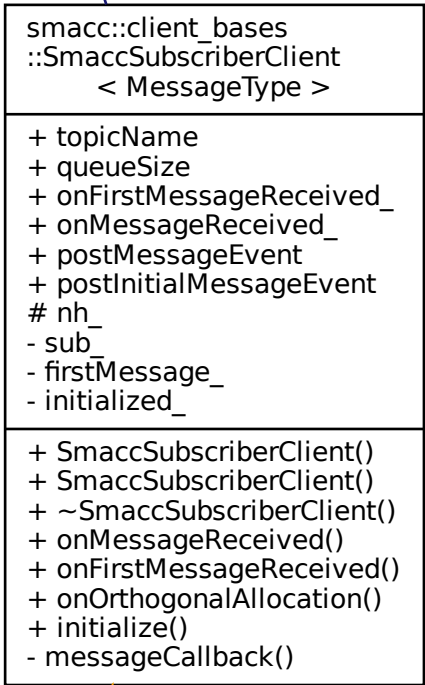 smacc::client_bases
::SmaccSubscriberClient
< MessageType >
+ topicName
+ queueSize
+ onFirstMessageReceived_
+ onMessageReceived_
+ postMessageEvent
+ postInitialMessageEvent
# nh_
- sub_
- firstMessage_
- initialized_
+ SmaccSubscriberClient()
+ SmaccSubscriberClient()
+ ~SmaccSubscriberClient()
+ onMessageReceived()
+ onFirstMessageReceived()
+ onOrthogonalAllocation()
+ initialize()
- messageCallback()